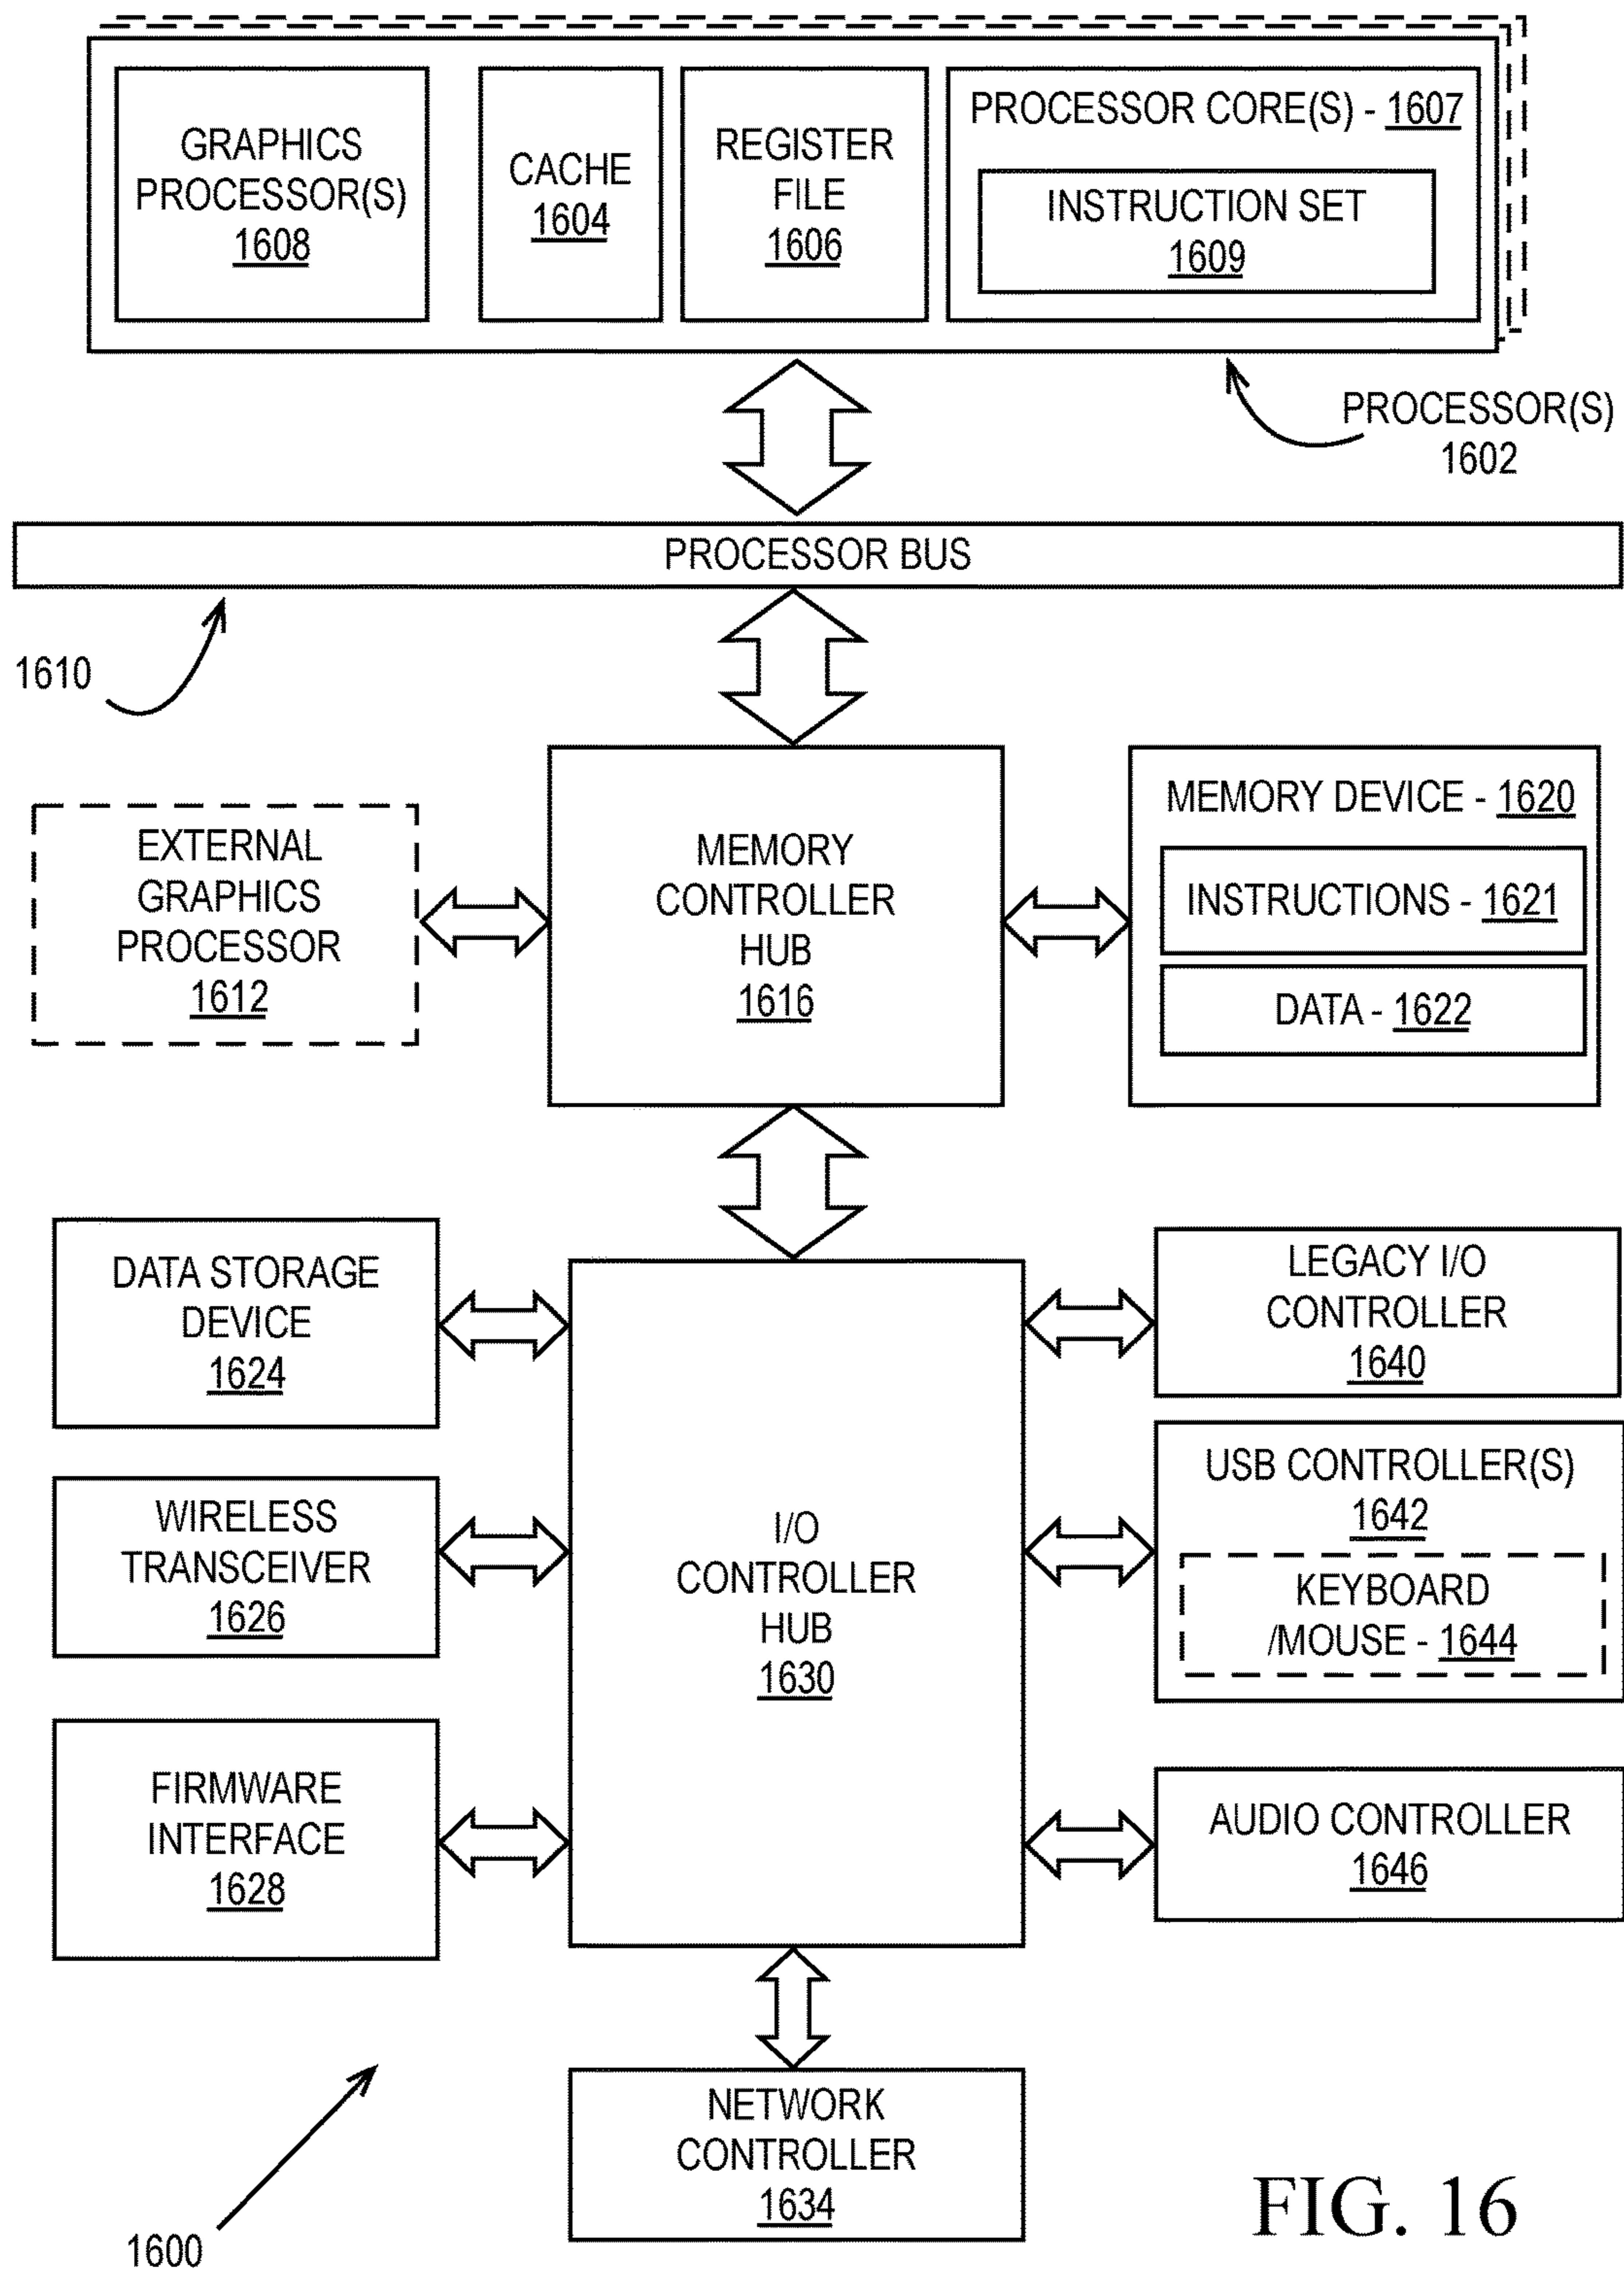 GRAPHICS
PROCESSOR(S)
1608
CACHE
1604
REGISTER
FILE
1606
PROCESSOR CORE(S) - 1607
INSTRUCTION SET
1609
PROCESSOR(S)
1602
PROCESSOR BUS
1610
EXTERNAL
GRAPHICS
PROCESSOR
1612
MEMORY
CONTROLLER
HUB
1616
MEMORY DEVICE - 1620
INSTRUCTIONS - 1621
DATA - 1622
DATA STORAGE
DEVICE
1624
WIRELESS
TRANSCEIVER
1626
FIRMWARE
INTERFACE
1628
I/O
CONTROLLER
HUB
1630
LEGACY I/O
CONTROLLER
1640
USB CONTROLLER(S)
1642
KEYBOARD
/MOUSE - 1644
AUDIO CONTROLLER
1646
NETWORK
CONTROLLER
1634
1600
FIG. 16